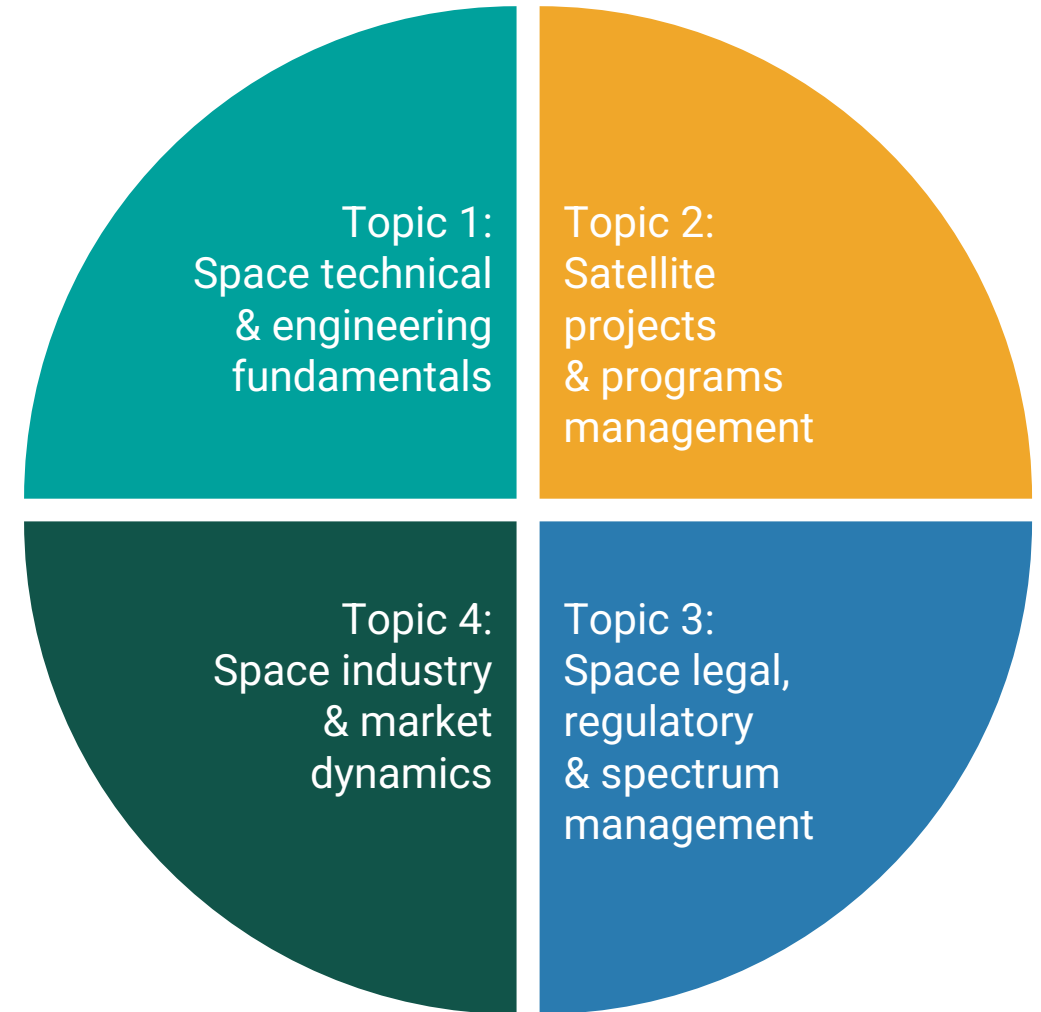 Topic 1:
Space technical
& engineering
fundamentals
Topic 2:
Satellite
projects
& programs
management
Topic 3:
Space legal,
regulatory
& spectrum
management
Topic 4:
Space industry
& market
dynamics